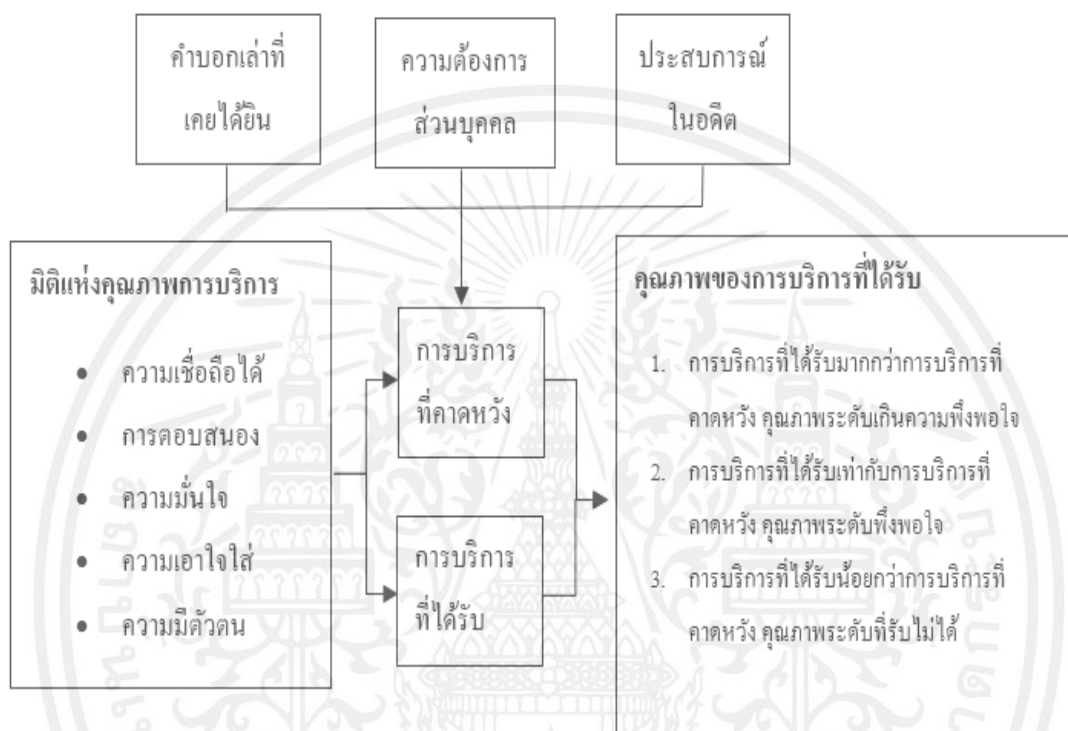 คำบอกเล่าที่
เคยได้ยิน
ความต้องการ
ส่วนบุคคล
ประสบการณ์
ในอดีต
มิติแห่งคุณภาพการบริการ
• ความเชื่อถือได้
• การตอบสนอง
• ความมั่นใจ
• ความเอาใจใส่
• ความมีตัวตน
การบริการ
ที่คาดหวัง
การบริการ
ที่ได้รับ
คุณภาพของการบริการที่ได้รับ
1. การบริการที่ได้รับมากกว่าการบริการที่
คาดหวัง คุณภาพระดับเกินความพึงพอใจ
2. การบริการที่ได้รับเท่ากับการบริการที่
คาดหวัง คุณภาพระดับพึงพอใจ
3. การบริการที่ได้รับน้อยกว่าการบริการที่
คาดหวัง คุณภาพระดับที่รับไม่ได้